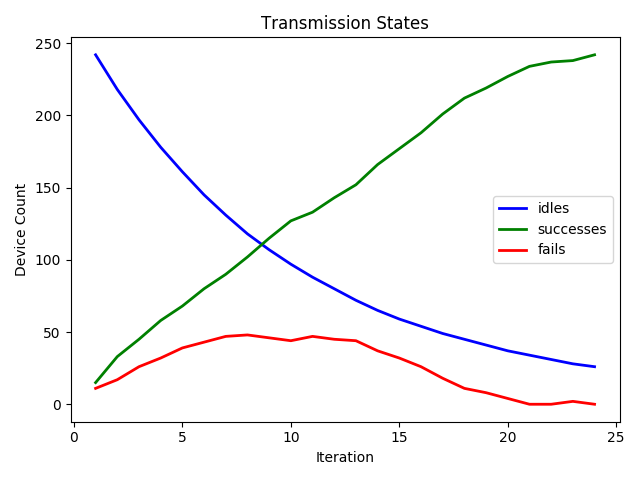 Transmission States
250
200
150
100
50
0
Device Count
idles
successes
fails
0 5 10 15 20 25
Iteration